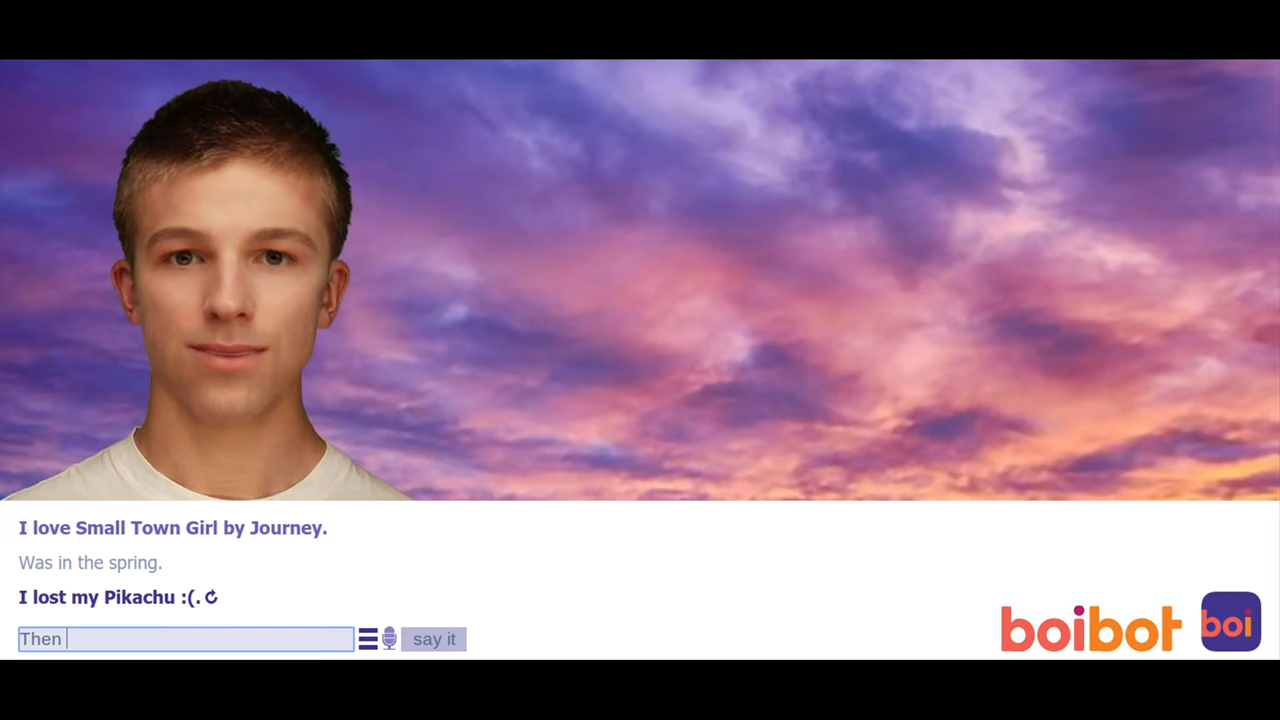 I love Small Town Girl by Journey.
Was in the spring.
I lost my Pikachu :(.
Then
say it
boibot
boi